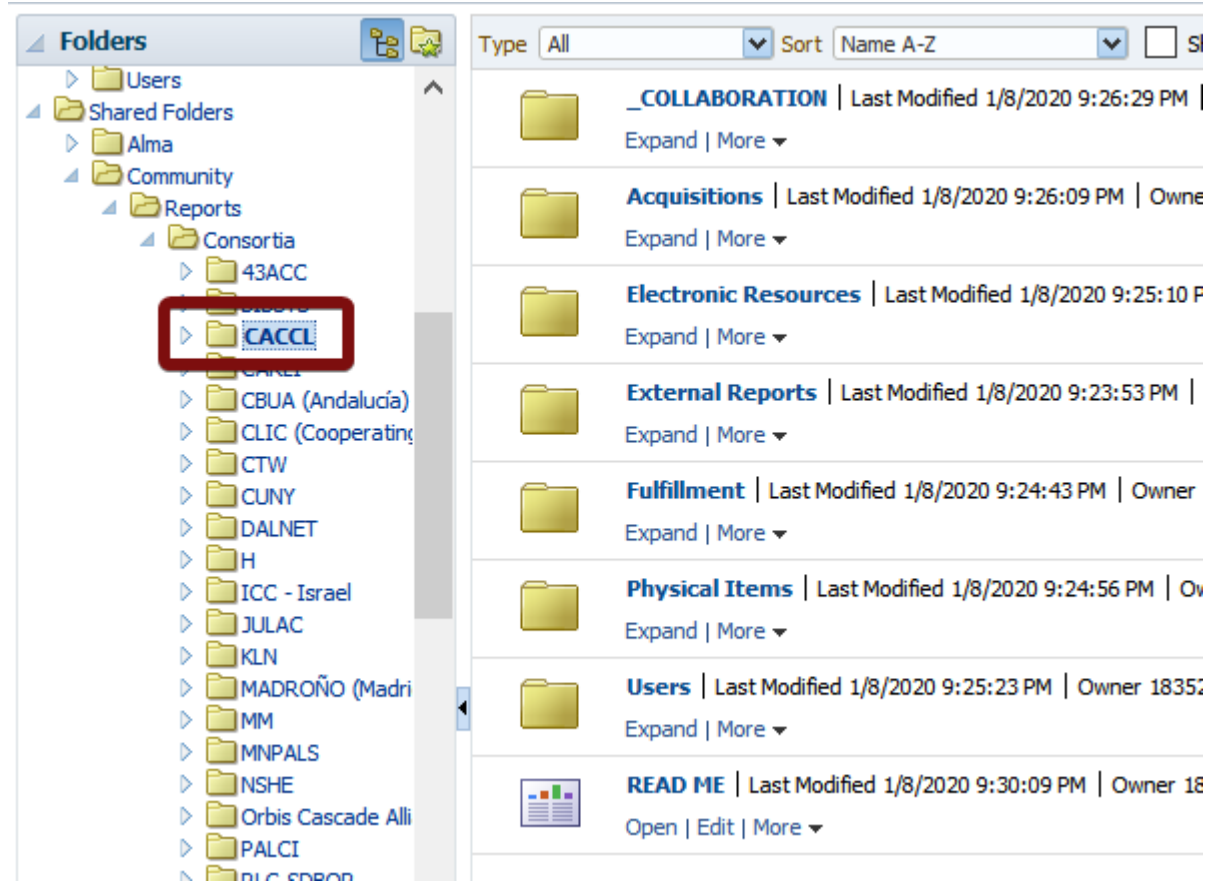 Folders
Users
Shared Folders
Alma
Community
Reports
Consortia
43ACC
CACCL
CBUA (Andalucía)
CLIC (Cooperating
CTW
CUNY
DALNET
H
ICC - Israel
JULAC
KLN
MADROÑO (Madri
MM
MNPALS
NSHE
Orbis Cascade Alli
PALCI
Type All Sort Name A-Z
_COLLABORATION | Last Modified 1/8/2020 9:26:29 PM |
Expand | More
Acquisitions | Last Modified 1/8/2020 9:26:09 PM | Owne
Expand | More
Electronic Resources | Last Modified 1/8/2020 9:25:10 P
Expand | More
External Reports | Last Modified 1/8/2020 9:23:53 PM |
Expand | More
Fulfillment | Last Modified 1/8/2020 9:24:43 PM | Owner
Expand | More
Physical Items | Last Modified 1/8/2020 9:24:56 PM | Ow
Expand | More
Users | Last Modified 1/8/2020 9:25:23 PM | Owner 18352
Expand | More
READ ME | Last Modified 1/8/2020 9:30:09 PM | Owner 18
Open | Edit | More